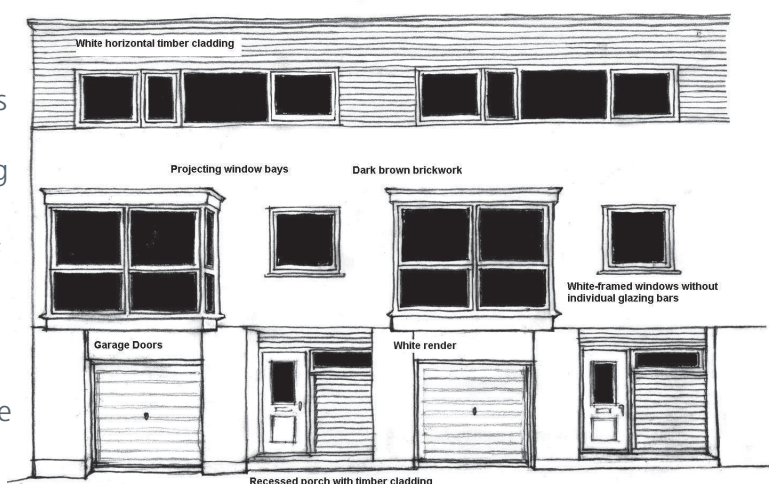 White horizontal timber cladding
s
g
Projecting window bays
Dark brown brickwork
White-framed windows without
individual glazing bars
Garage Doors
White render
e
Recessed porch with timber cladding